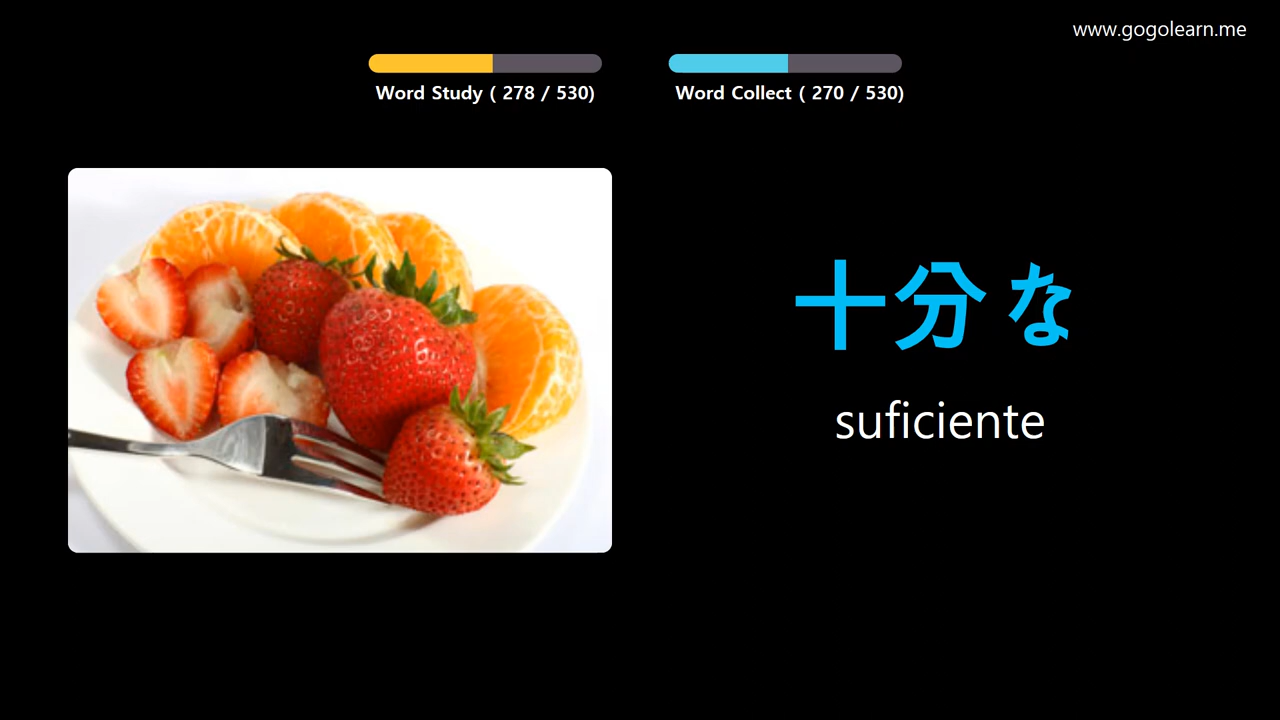 www.gogolearn.me
Word Study ( 278 / 530)
Word Collect ( 270 / 530)
十分な
suficiente